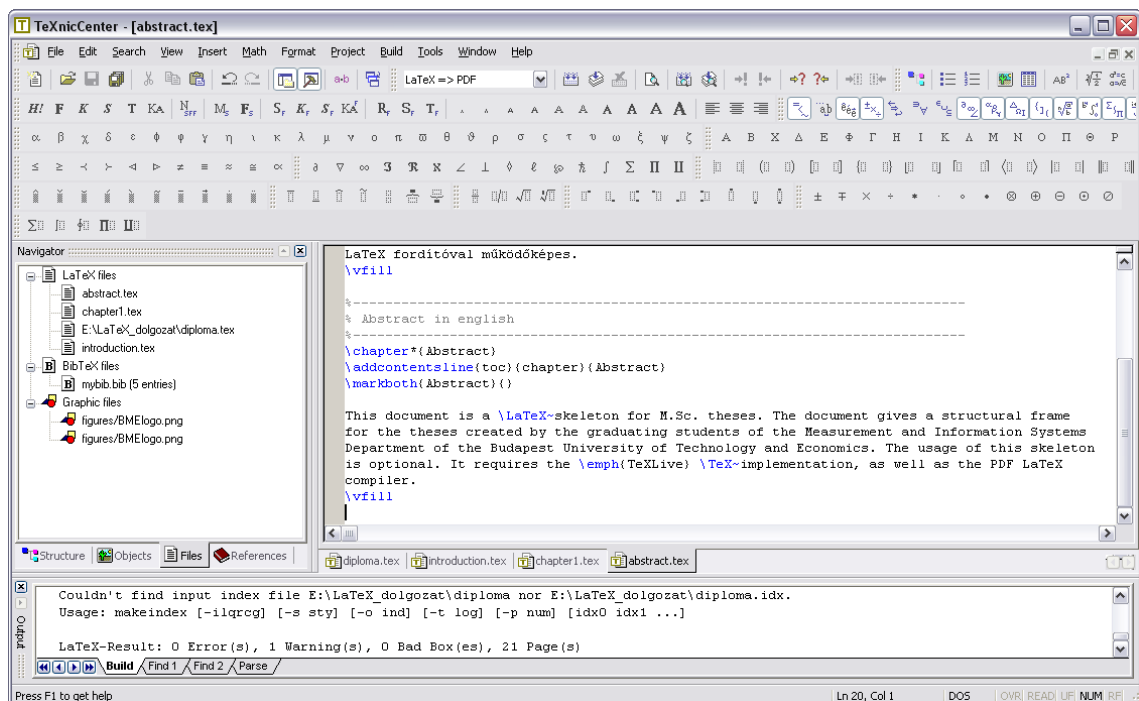 TeXnicCenter - [abstract.tex]
File Edit Search View Insert Math Format Project Build Tools Window Help
LaTeX => PDF
Navigator
LaTeX files
abstract.tex
chapter1.tex
E:\LaTeX_dolgozat\diploma.tex
introduction.tex
BibTeX files
mybib.bib (5 entries)
Graphic files
figures/BMElogo.png
figures/BMElogo.png
Structure Objects Files References
LaTeX fordítóval működőképes.
\vfill
%----------------------------------------------------------------------------
% Abstract in english
%----------------------------------------------------------------------------
\chapter*{Abstract}
\addcontentsline{toc}{chapter}{Abstract}
\markboth{Abstract}{}
This document is a \LaTeX~skeleton for M.Sc. theses. The document gives a structural frame
for the theses created by the graduating students of the Measurement and Information Systems
Department of the Budapest University of Technology and Economics. The usage of this skeleton
is optional. It requires the \emph{TeXLive} \TeX~implementation, as well as the PDF LaTeX
compiler.
\vfill
diploma.tex introduction.tex chapter1.tex abstract.tex
Output
Couldn't find input index file E:\LaTeX_dolgozat\diploma nor E:\LaTeX_dolgozat\diploma.idx.
Usage: makeindex [-ilqrcg] [-s sty] [-o ind] [-t log] [-p num] [idx0 idx1 ...]
LaTeX-Result: 0 Error(s), 1 Warning(s), 0 Bad Box(es), 21 Page(s)
Build Find 1 Find 2 Parse
Press F1 to get help Ln 20, Col 1 DOS OVR READ UF NUM RF